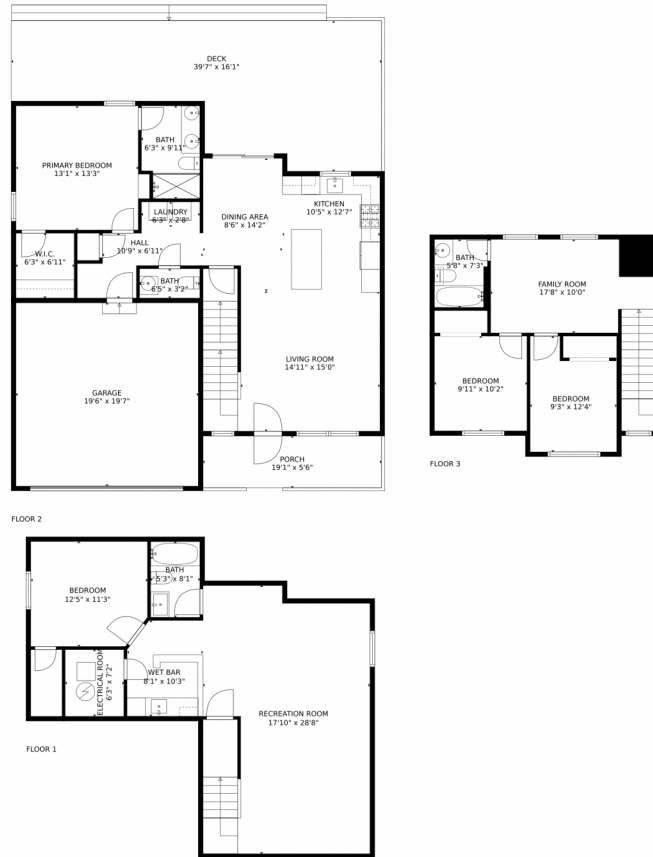 DECK
39'7" x 16'1"
BATH
6'3" x 9'11"
PRIMARY BEDROOM
13'1" x 13'3"
KITCHEN
10'5" x 12'7"
LAUNDRY
6'3" x 2'8"
DINING AREA
8'6" x 14'2"
HALL
10'9" x 6'11"
W.I.C.
6'3" x 6'11"
BATH
6'5" x 3'2"
LIVING ROOM
14'11" x 15'0"
GARAGE
19'6" x 19'7"
PORCH
19'1" x 5'6"
FLOOR 2
BATH
5'8" x 7'3"
FAMILY ROOM
17'8" x 10'0"
BEDROOM
9'11" x 10'2"
BEDROOM
9'3" x 12'4"
FLOOR 3
BATH
5'3" x 8'1"
BEDROOM
12'5" x 11'3"
ELECTRICAL ROOM
6'3" x 7'2"
WET BAR
8'1" x 10'3"
RECREATION ROOM
17'10" x 28'8"
FLOOR 1